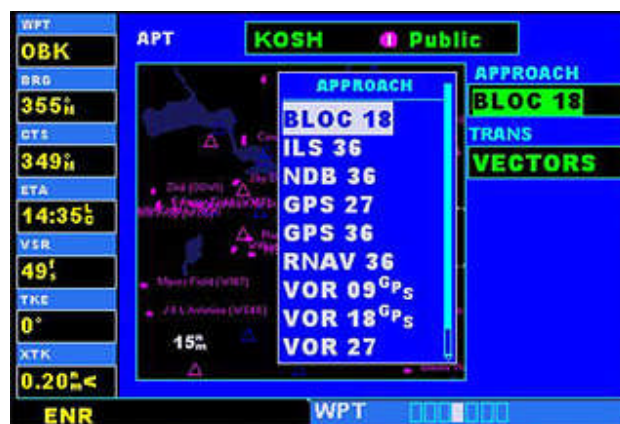 WPT
OBK
BRG
355°M
CTS
349°M
ETA
14:35LC
VSR
49f s
TKE
0°
XTK
0.20nm<
ENR
APT
KOSH Public
APPROACH
BLOC 18
ILS 36
NDB 36
GPS 27
GPS 36
RNAV 36
VOR 09GPS
VOR 18GPS
VOR 27
15nm
APPROACH
BLOC 18
TRANS
VECTORS
WPT